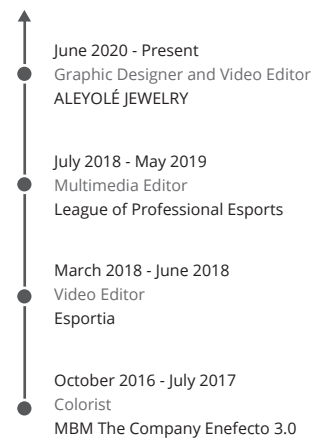 June 2020 - Present
Graphic Designer and Video Editor
ALEYOLÉ JEWELRY
July 2018 - May 2019
Multimedia Editor
League of Professional Esports
March 2018 - June 2018
Video Editor
Esportia
October 2016 - July 2017
Colorist
MBM The Company Enefecto 3.0